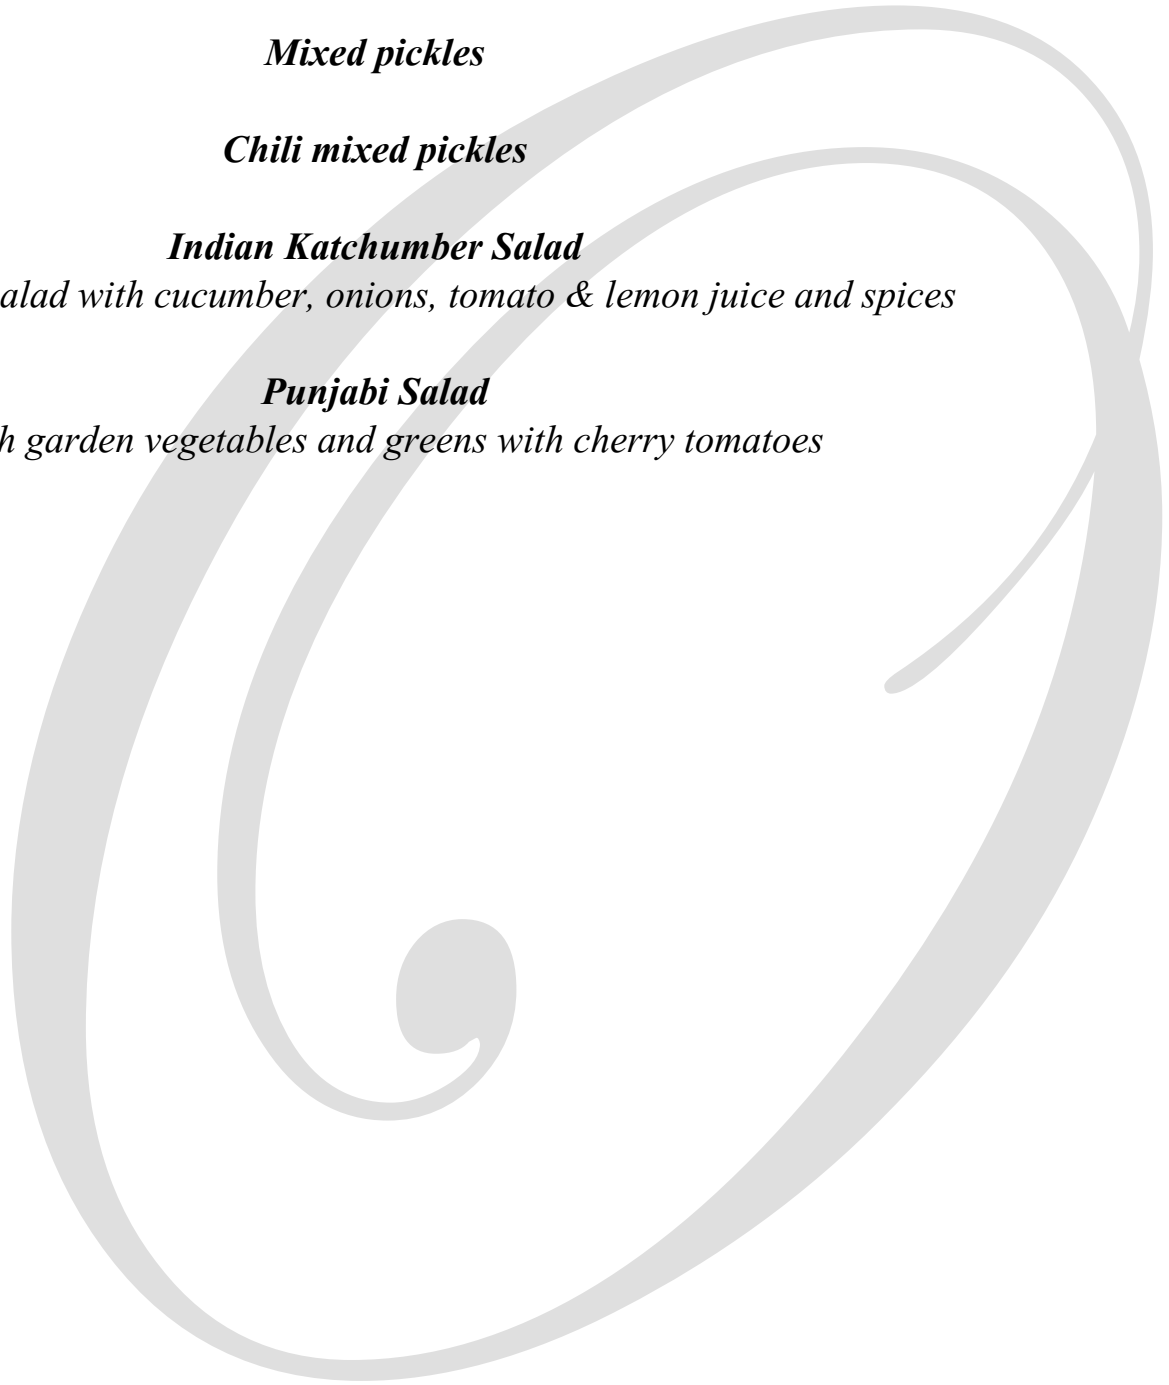 Mixed pickles
Chili mixed pickles
Indian Katchumber Salad
alad with cucumber, onions, tomato & lemon juice and spices
Punjabi Salad
h garden vegetables and greens with cherry tomatoes